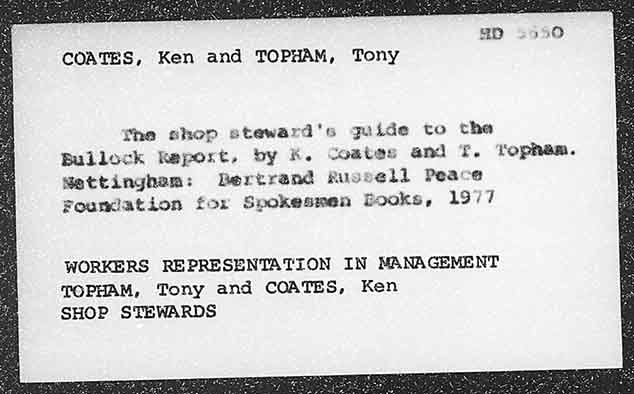 HD 5650
COATES, Ken and TOPHAM, Tony
The shop steward's guide to the
Bullock Report, by K. Coates and T. Topham.
Nottingham: Bertrand Russell Peace
Foundation for Spokesmen Books, 1977
WORKERS REPRESENTATION IN MANAGEMENT
TOPHAM, Tony and COATES, Ken
SHOP STEWARDS